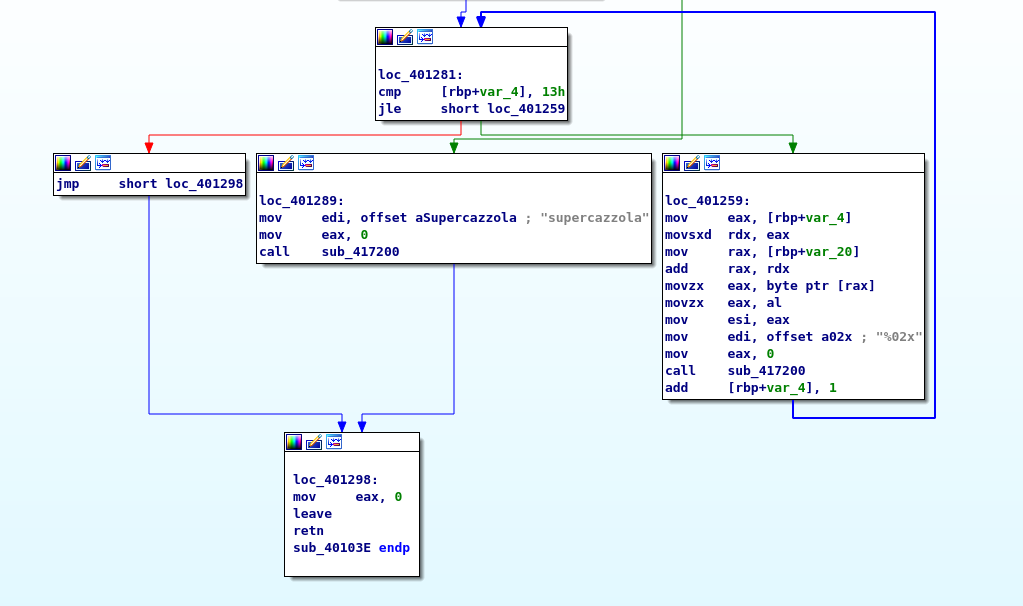 loc_401281:
cmp     [rbp+var_4], 13h
jle     short loc_401259
jmp     short loc_401298
loc_401289:
mov     edi, offset aSupercazzola ; "supercazzola"
mov     eax, 0
call    sub_417200
loc_401259:
mov     eax, [rbp+var_4]
movsxd  rdx, eax
mov     rax, [rbp+var_20]
add     rax, rdx
movzx   eax, byte ptr [rax]
movzx   eax, al
mov     esi, eax
mov     edi, offset a02x ; "%02x"
mov     eax, 0
call    sub_417200
add     [rbp+var_4], 1
loc_401298:
mov     eax, 0
leave
retn
sub_40103E endp